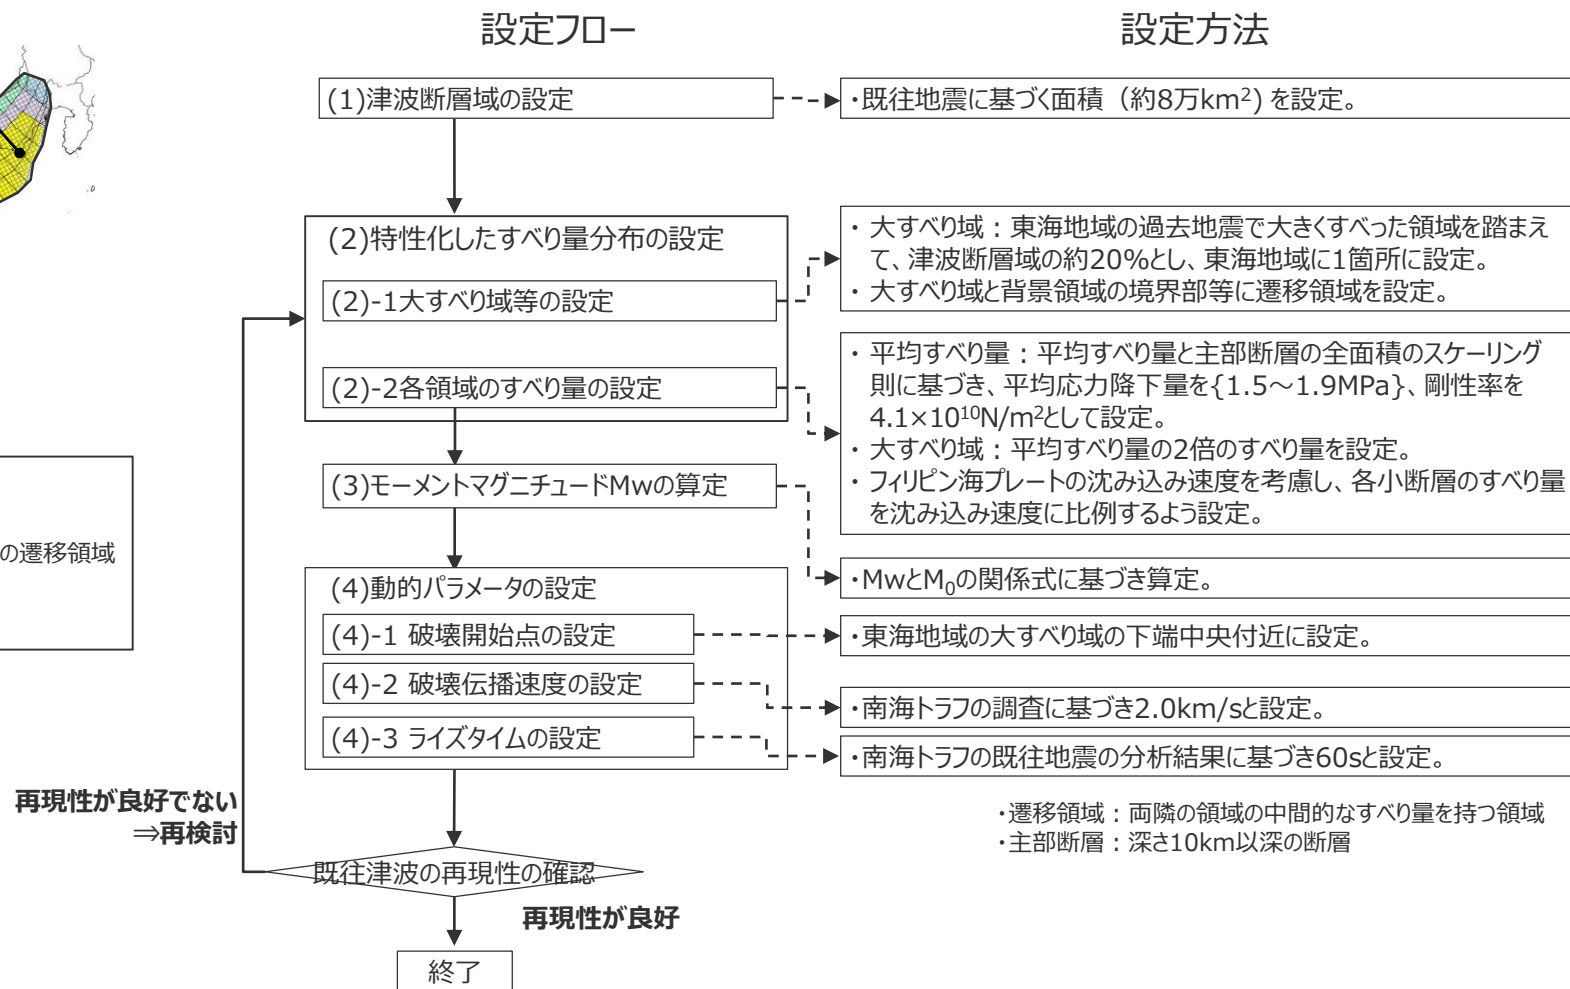 設定フロー
設定方法
(1)津波断層域の設定
・既往地震に基づく面積（約8万km²) を設定。
(2)特性化したすべり量分布の設定
(2)-1大すべり域等の設定
・ 大すべり域：東海地域の過去地震で大きくすべった領域を踏まえ
て、津波断層域の約20%とし、東海地域に1箇所に設定。
・ 大すべり域と背景領域の境界部等に遷移領域を設定。
(2)-2各領域のすべり量の設定
・ 平均すべり量：平均すべり量と主部断層の全面積のスケーリング
則に基づき、平均応力降下量を{1.5～1.9MPa}、剛性率を
4.1×10¹⁰N/m²として設定。
・ 大すべり域：平均すべり量の2倍のすべり量を設定。
・ フィリピン海プレートの沈み込み速度を考慮し、各小断層のすべり量
を沈み込み速度に比例するよう設定。
(3)モーメントマグニチュードMwの算定
・MwとM₀の関係式に基づき算定。
の遷移領域
(4)動的パラメータの設定
(4)-1 破壊開始点の設定
・東海地域の大すべり域の下端中央付近に設定。
(4)-2 破壊伝播速度の設定
・南海トラフの調査に基づき2.0km/sと設定。
(4)-3 ライズタイムの設定
・南海トラフの既往地震の分析結果に基づき60sと設定。
再現性が良好でない
⇒再検討
・遷移領域：両隣の領域の中間的なすべり量を持つ領域
・主部断層：深さ10km以深の断層
既往津波の再現性の確認
再現性が良好
終了